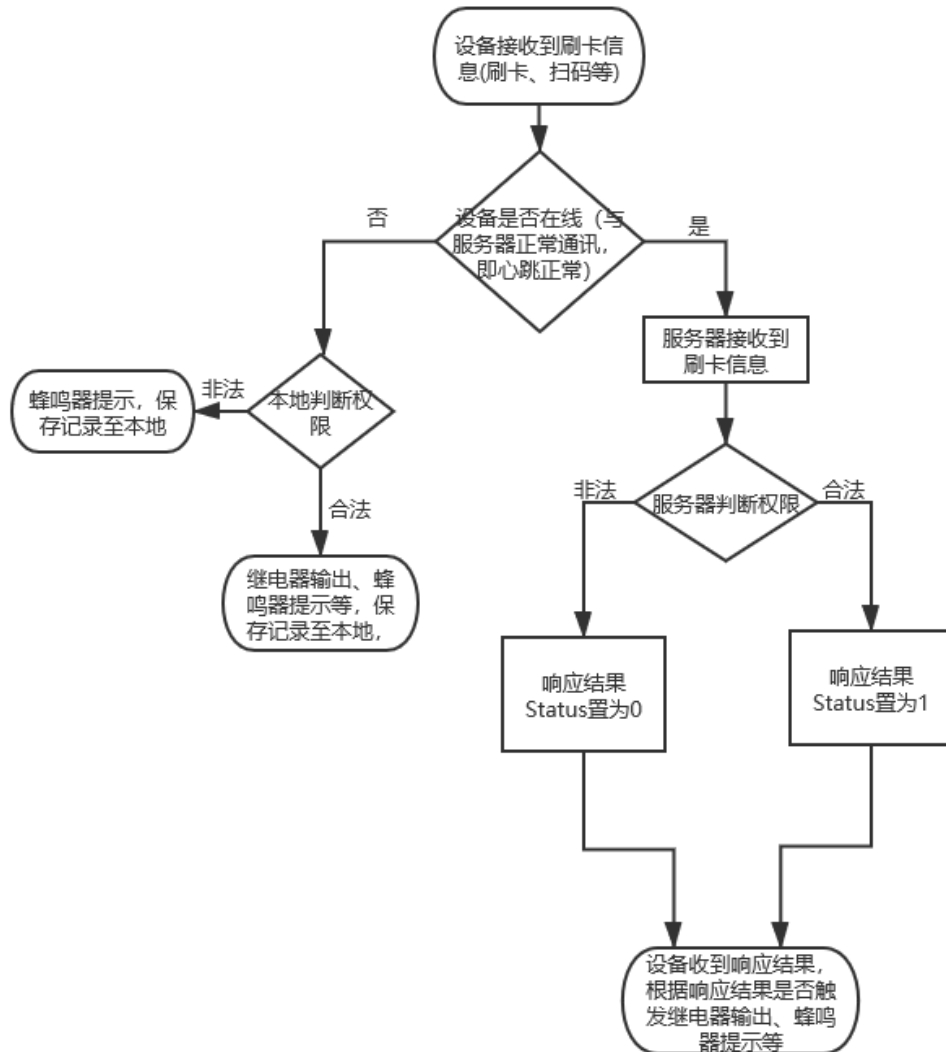 设备接收到刷卡信
息(刷卡、扫码等)
否
设备是否在线（与
服务器正常通讯，
即心跳正常）
是
服务器接收到
刷卡信息
蜂鸣器提示，保
存记录至本地
非法
本地判断权
限
合法
继电器输出、蜂
鸣器提示等，保
存记录至本地，
非法
服务器判断权限
合法
响应结果
Status置为0
响应结果
Status置为1
设备收到响应结果，
根据响应结果是否触
发继电器输出、蜂鸣
器提示等